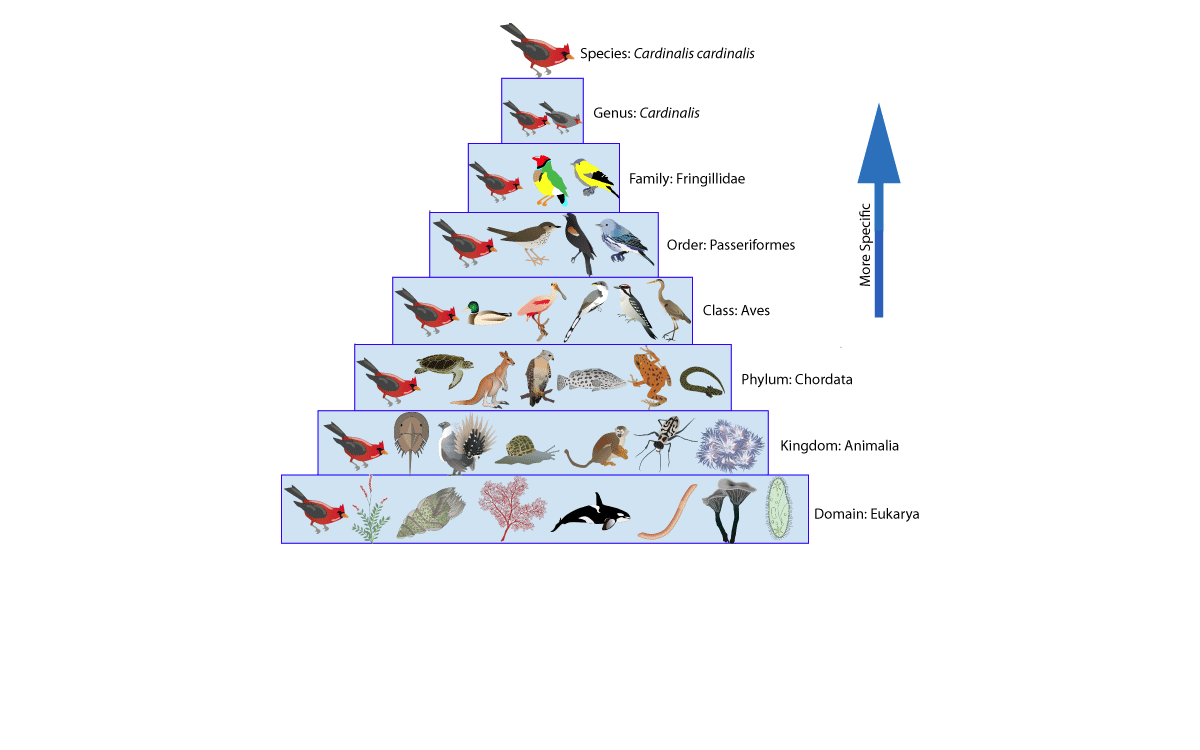 Species: Cardinalis cardinalis
Genus: Cardinalis
Family: Fringillidae
Order: Passeriformes
Class: Aves
Phylum: Chordata
Kingdom: Animalia
Domain: Eukarya
More Specific